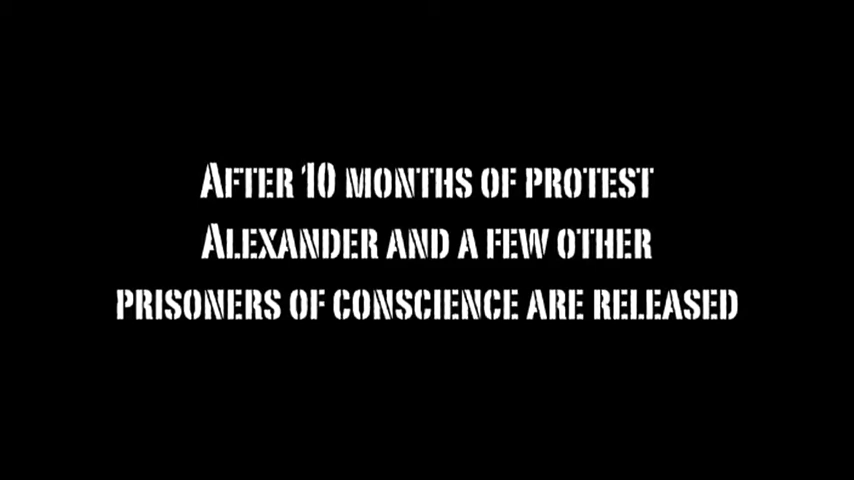 After 10 months of protest
Alexander and a few other
prisoners of conscience are released